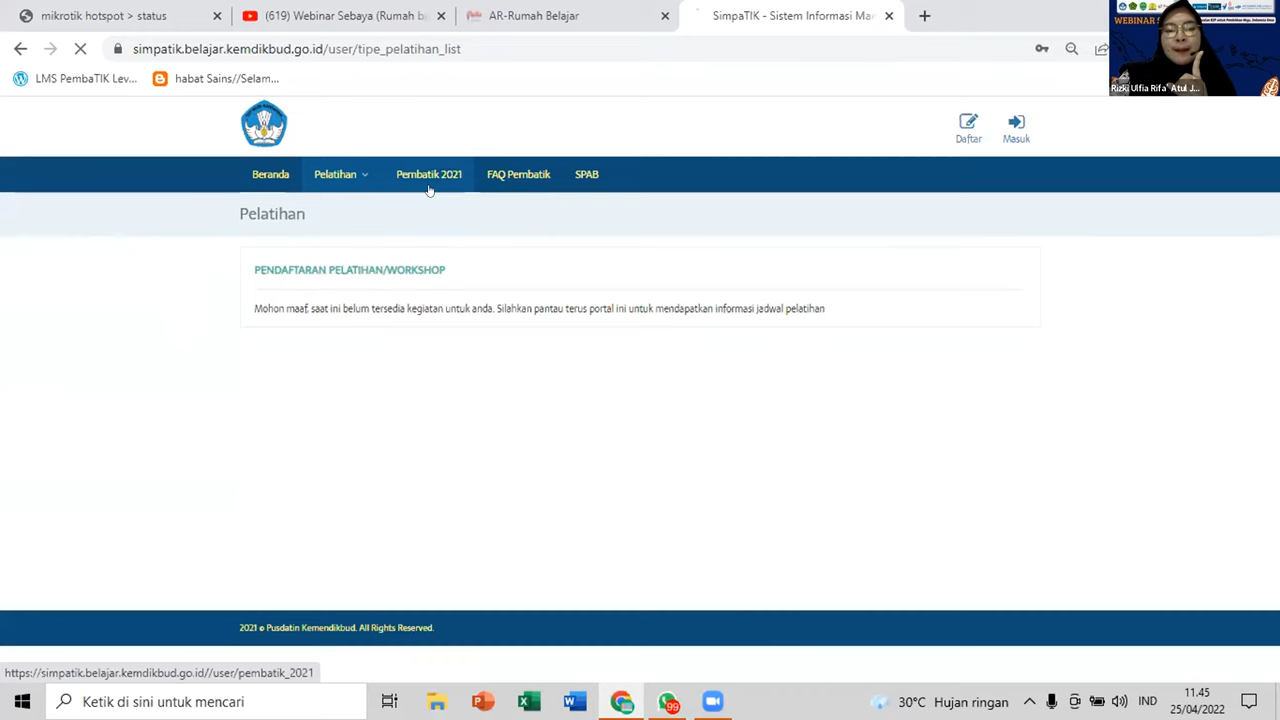 mikrotik hotspot > status
(619) Webinar Sebaya (Rumah
An-Rumah Belajar
SimpaTIK - Sistem Informasi Ma
simpatik.belajar.kemdikbud.go.id/user/tipe_pelatihan_list
LMS PembaTIK Lev...
habat Sains//Selam...
Rizki Ulfia Rifa' Atul J...
Daftar
Masuk
Beranda
Pelatihan
Pembatik 2021
FAQ Pembatik
SPAB
Pelatihan
PENDAFTARAN PELATIHAN/WORKSHOP
Mohon maaf, saat ini belum tersedia kegiatan untuk anda. Silahkan pantau terus portal ini untuk mendapatkan informasi jadwal pelatihan
2021 © Pusdatin Kemendikbud. All Rights Reserved.
https://simpatik.belajar.kemdikbud.go.id//user/pembatik_2021
Ketik di sini untuk mencari
99
30°C Hujan ringan
IND
11.45
25/04/2022